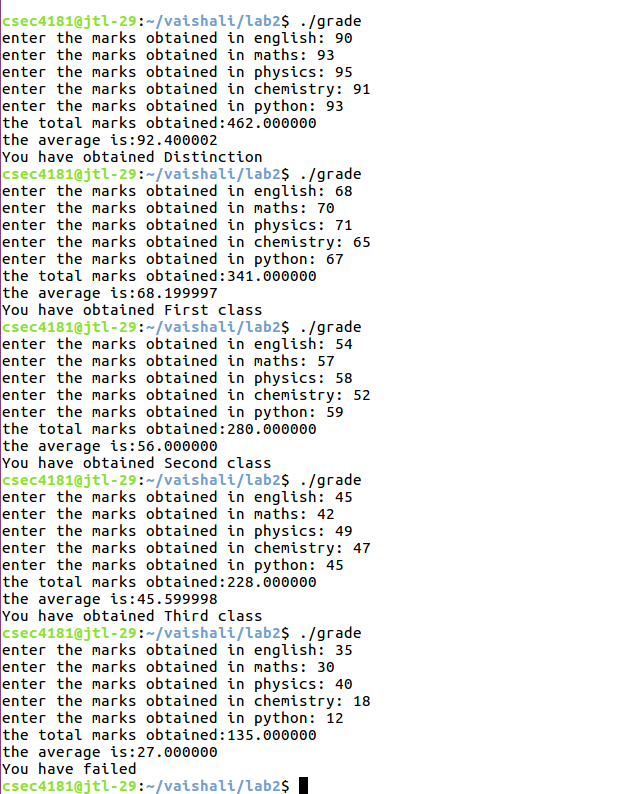 csec4181@jtl-29:~/vaishali/lab2$ ./grade
enter the marks obtained in english: 90
enter the marks obtained in maths: 93
enter the marks obtained in physics: 95
enter the marks obtained in chemistry: 91
enter the marks obtained in python: 93
the total marks obtained:462.000000
the average is:92.400002
You have obtained Distinction
csec4181@jtl-29:~/vaishali/lab2$ ./grade
enter the marks obtained in english: 68
enter the marks obtained in maths: 70
enter the marks obtained in physics: 71
enter the marks obtained in chemistry: 65
enter the marks obtained in python: 67
the total marks obtained:341.000000
the average is:68.199997
You have obtained First class
csec4181@jtl-29:~/vaishali/lab2$ ./grade
enter the marks obtained in english: 54
enter the marks obtained in maths: 57
enter the marks obtained in physics: 58
enter the marks obtained in chemistry: 52
enter the marks obtained in python: 59
the total marks obtained:280.000000
the average is:56.000000
You have obtained Second class
csec4181@jtl-29:~/vaishali/lab2$ ./grade
enter the marks obtained in english: 45
enter the marks obtained in maths: 42
enter the marks obtained in physics: 49
enter the marks obtained in chemistry: 47
enter the marks obtained in python: 45
the total marks obtained:228.000000
the average is:45.599998
You have obtained Third class
csec4181@jtl-29:~/vaishali/lab2$ ./grade
enter the marks obtained in english: 35
enter the marks obtained in maths: 30
enter the marks obtained in physics: 40
enter the marks obtained in chemistry: 18
enter the marks obtained in python: 12
the total marks obtained:135.000000
the average is:27.000000
You have failed
csec4181@jtl-29:~/vaishali/lab2$